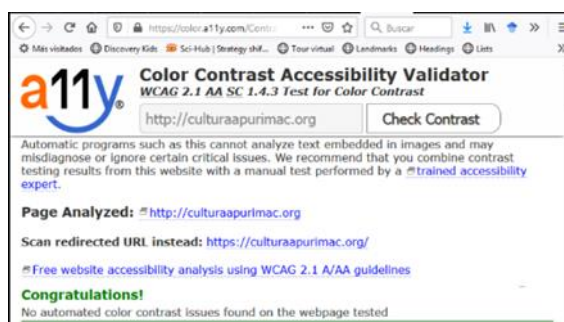 https://color.a11y.com/Contr
Buscar
Más visitados Discovery Kids Sci-Hub | Strategy shif... Tour virtual Landmarks Headings Lists
a11y®
Color Contrast Accessibility Validator
WCAG 2.1 AA SC 1.4.3 Test for Color Contrast
http://culturaapurimac.org Check Contrast
Automatic programs such as this cannot analyze text embedded in images and may
misdiagnose or ignore certain critical issues. We recommend that you combine contrast
testing results from this website with a manual test performed by a trained accessibility
expert.
Page Analyzed: http://culturaapurimac.org
Scan redirected URL instead: https://culturaapurimac.org/
Free website accessibility analysis using WCAG 2.1 A/AA guidelines
Congratulations!
No automated color contrast issues found on the webpage tested